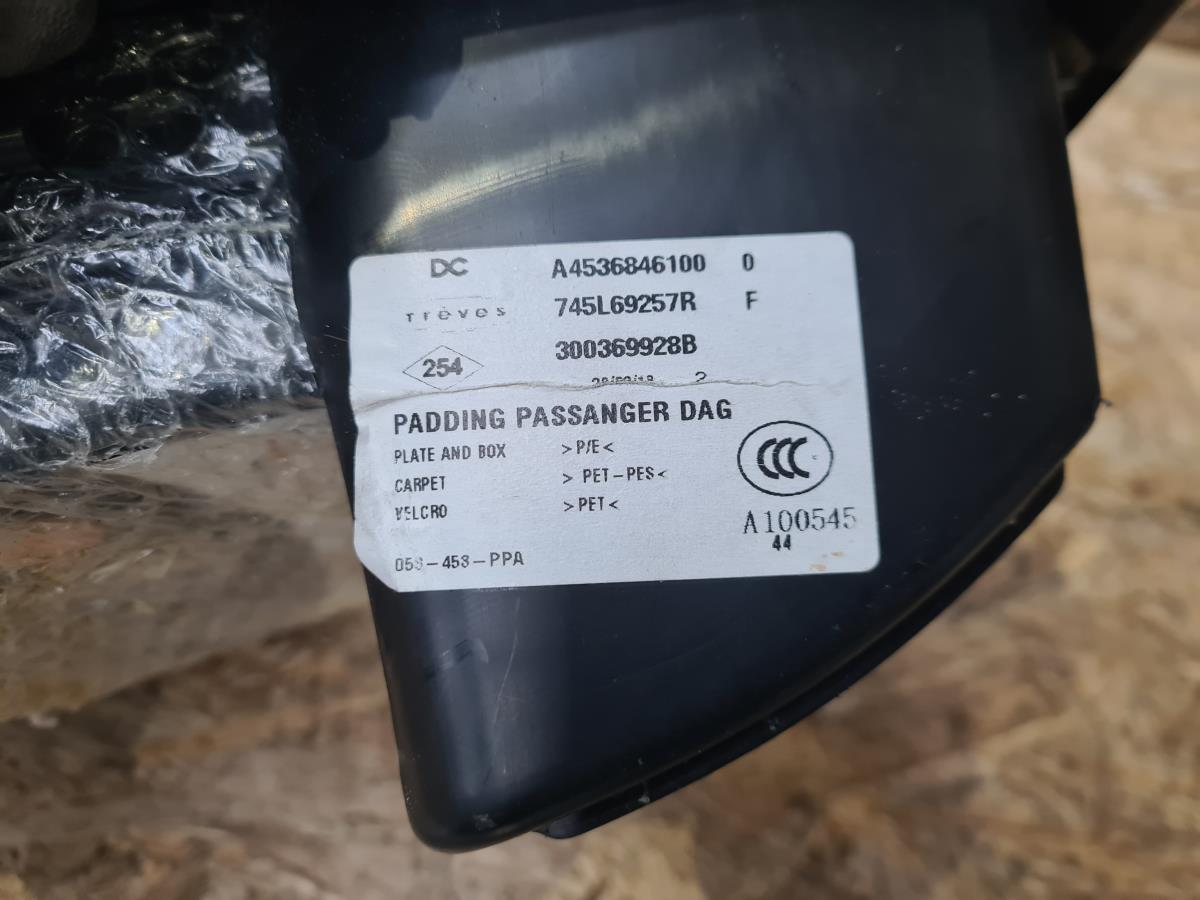 DC A4536846100 0
Trèves 745L69257R F
254 300369928B
2
PADDING PASSANGER DAG
PLATE AND BOX >P/E<
CARPET > PET-PES<
VELCRO >PET<
CCC
A100545
44
453-PPA